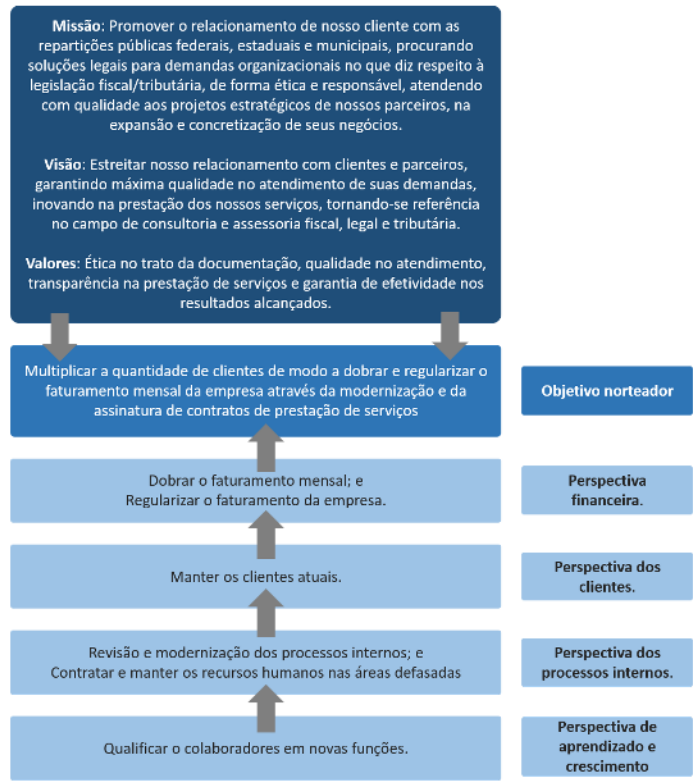 Missão: Promover o relacionamento de nosso cliente com as
repartições públicas federais, estaduais e municipais, procurando
soluções legais para demandas organizacionais no que diz respeito à
legislação fiscal/tributária, de forma ética e responsável, atendendo
com qualidade aos projetos estratégicos de nossos parceiros, na
expansão e concretização de seus negócios.
Visão: Estreitar nosso relacionamento com clientes e parceiros,
garantindo máxima qualidade no atendimento de suas demandas,
inovando na prestação dos nossos serviços, tornando-se referência
no campo de consultoria e assessoria fiscal, legal e tributária.
Valores: Ética no trato da documentação, qualidade no atendimento,
transparência na prestação de serviços e garantia de efetividade nos
resultados alcançados.
Multiplicar a quantidade de clientes de modo a dobrar e regularizar o
faturamento mensal da empresa através da modernização e da
assinatura de contratos de prestação de serviços
Objetivo norteador
Dobrar o faturamento mensal; e
Regularizar o faturamento da empresa.
Perspectiva
financeira.
Manter os clientes atuais.
Perspectiva dos
clientes.
Revisão e modernização dos processos internos; e
Contratar e manter os recursos humanos nas áreas defasadas
Perspectiva dos
processos internos.
Qualificar o colaboradores em novas funções.
Perspectiva de
aprendizado e
crescimento